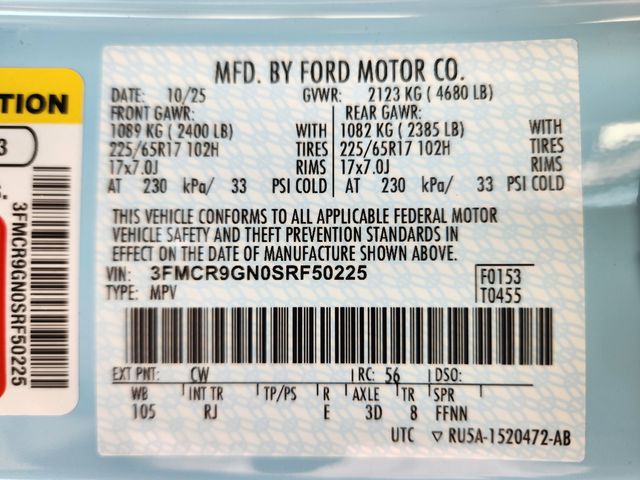 MFD. BY FORD MOTOR CO.
DATE: 10/25 GVWR: 2123 KG ( 4680 LB)
FRONT GAWR: REAR GAWR:
1089 KG ( 2400 LB) WITH 1082 KG ( 2385 LB) WITH
225/65R17 102H TIRES 225/65R17 102H TIRES
17x7.0J RIMS 17x7.0J RIMS
AT 230 kPa/ 33 PSI COLD AT 230 kPa/ 33 PSI COLD
THIS VEHICLE CONFORMS TO ALL APPLICABLE FEDERAL MOTOR
VEHICLE SAFETY AND THEFT PREVENTION STANDARDS IN
EFFECT ON THE DATE OF MANUFACTURE SHOWN ABOVE.
VIN: 3FMCR9GN0SRF50225 F0153
TYPE: MPV T0455
EXT PNT: CW RC: 56 DSO:
WB INT TR TP/PS R AXLE TR SPR
105 RJ E 3D 8 FFNN
UTC ▽ RU5A-1520472-AB
TION
3
3FMCR9GN0SRF50225